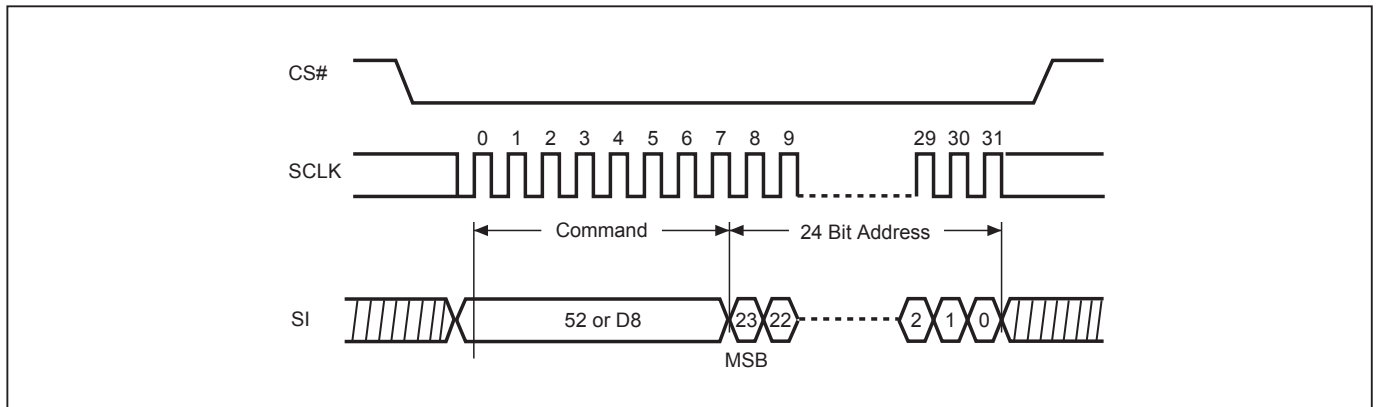 CS#
0 1 2 3 4 5 6 7 8 9 29 30 31
SCLK
Command 24 Bit Address
SI 52 or D8 23 22 2 1 0
MSB